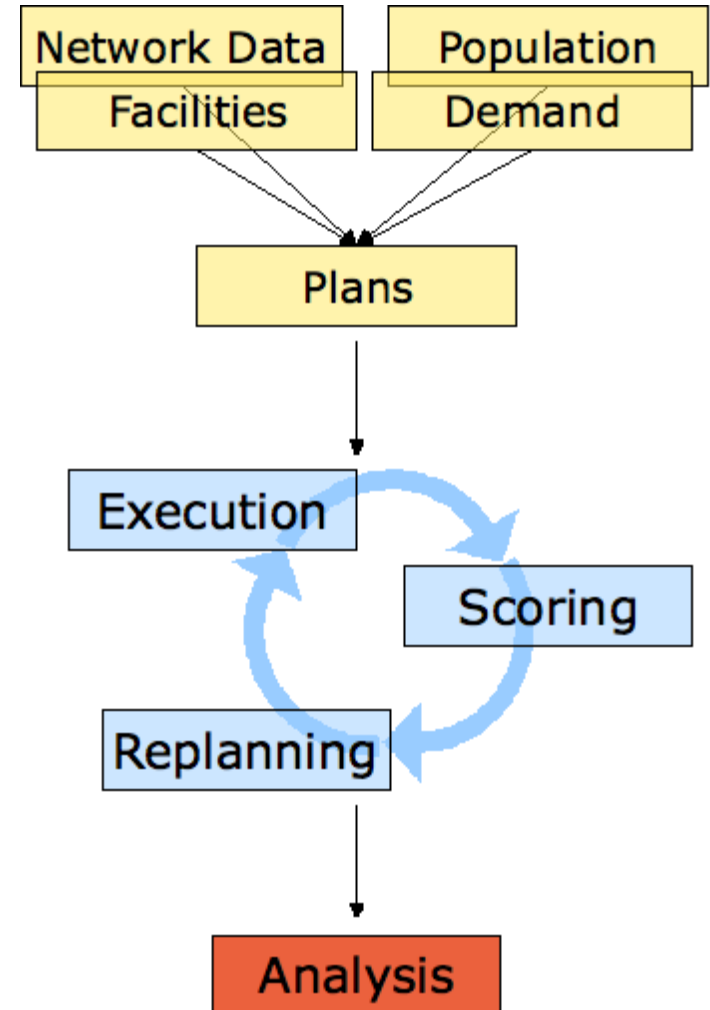 Network Data
Population
Facilities
Demand
Plans
Execution
Scoring
Replanning
Analysis